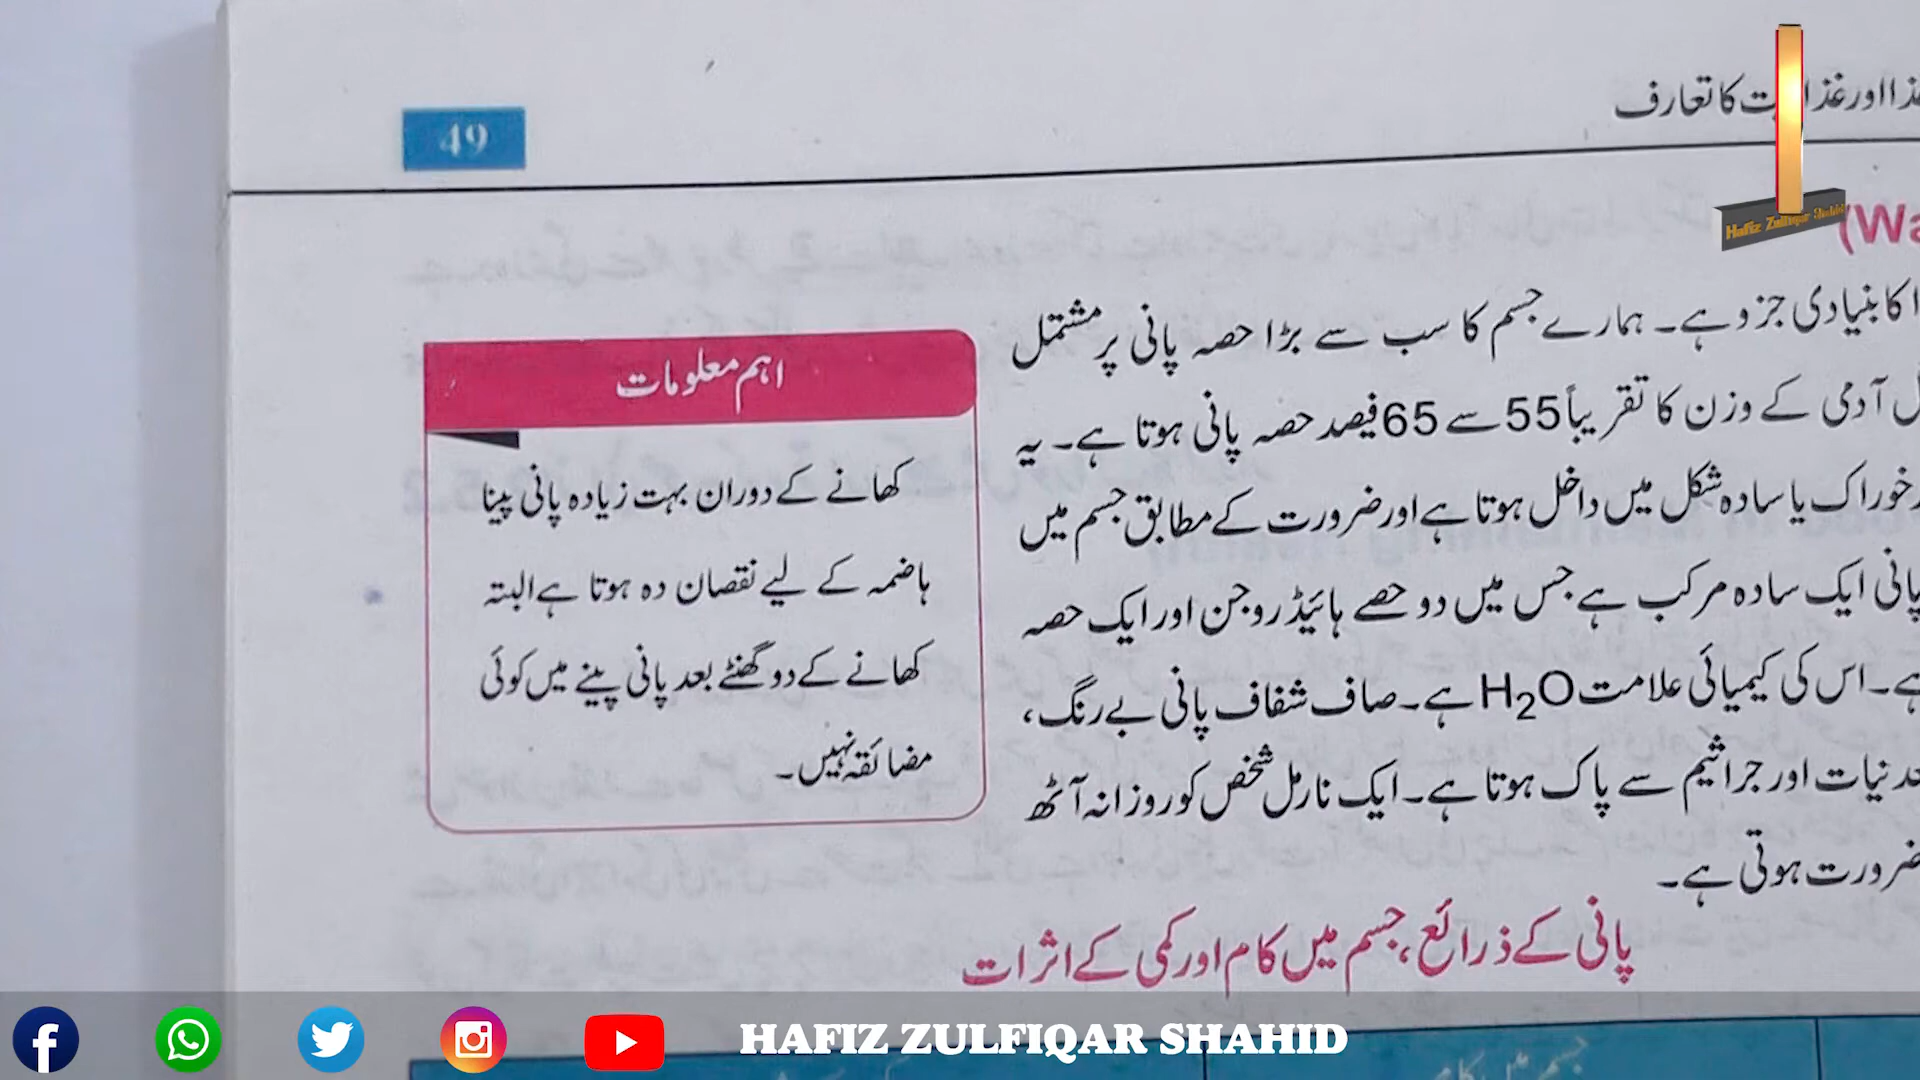 49
کا تعارف
Hafiz Zulfiqar Shahid
کا بنیادی جزو ہے۔ ہمارے جسم کا سب سے بڑا حصہ پانی پر مشتمل
آدمی کے وزن کا تقریباً 55 سے 65 فیصد حصہ پانی ہوتا ہے۔ یہ
خوراک یا سادہ شکل میں داخل ہوتا ہے اور ضرورت کے مطابق جسم میں
پانی ایک سادہ مرکب ہے جس میں دو حصے ہائیڈروجن اور ایک حصہ
ہے۔ اس کی کیمیائی علامت H₂O ہے۔ صاف شفاف پانی بے رنگ،
اور جراثیم سے پاک ہوتا ہے۔ ایک نارمل شخص کو روزانہ آٹھ
ضرورت ہوتی ہے۔
اہم معلومات
کھانے کے دوران بہت زیادہ پانی پینا
ہاضمہ کے لیے نقصان دہ ہوتا ہے البتہ
کھانے کے دو گھنٹے بعد پانی پینے میں کوئی
مضائقہ نہیں۔
پانی کے ذرائع، جسم میں کام اور کمی کے اثرات
HAFIZ ZULFIQAR SHAHID